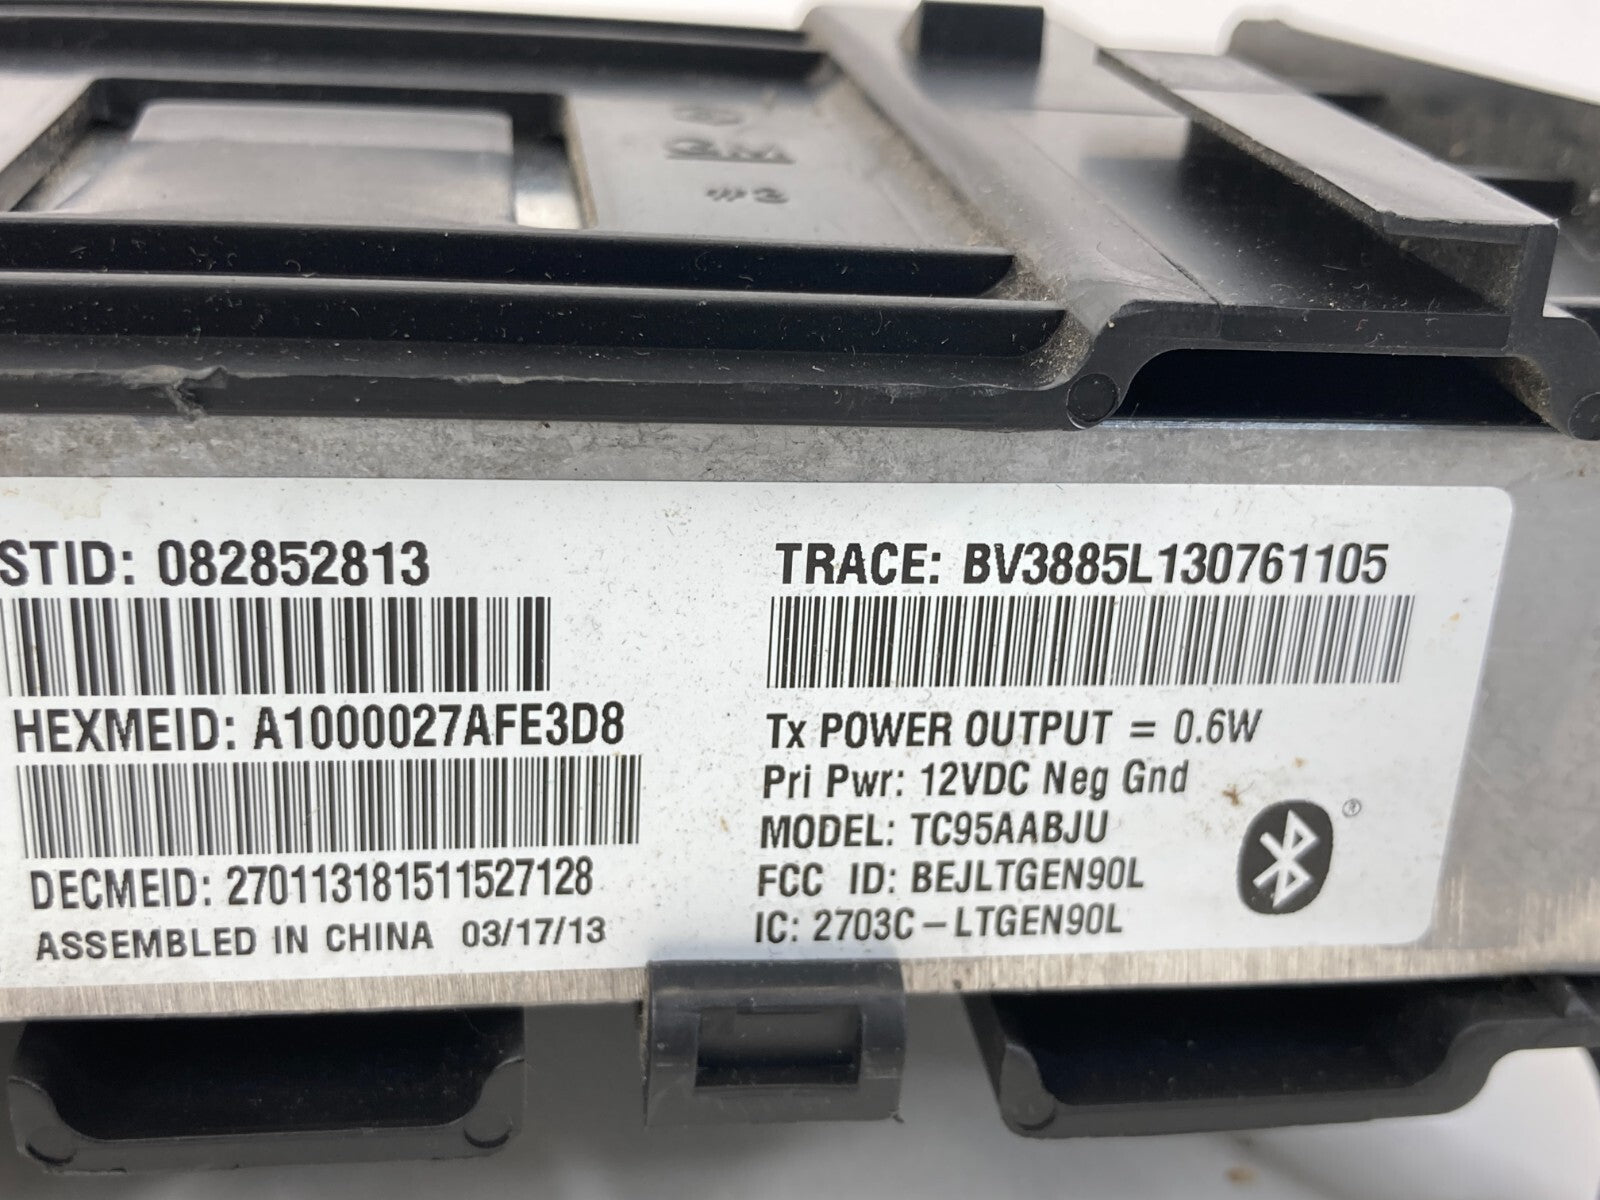 GM
#3
STID: 082852813
HEXMEID: A1000027AFE3D8
DECMEID: 270113181511527128
ASSEMBLED IN CHINA 03/17/13
TRACE: BV3885L130761105
Tx POWER OUTPUT = 0.6W
Pri Pwr: 12VDC Neg Gnd
MODEL: TC95AABJU
FCC ID: BEJLTGEN90L
IC: 2703C-LTGEN90L
®